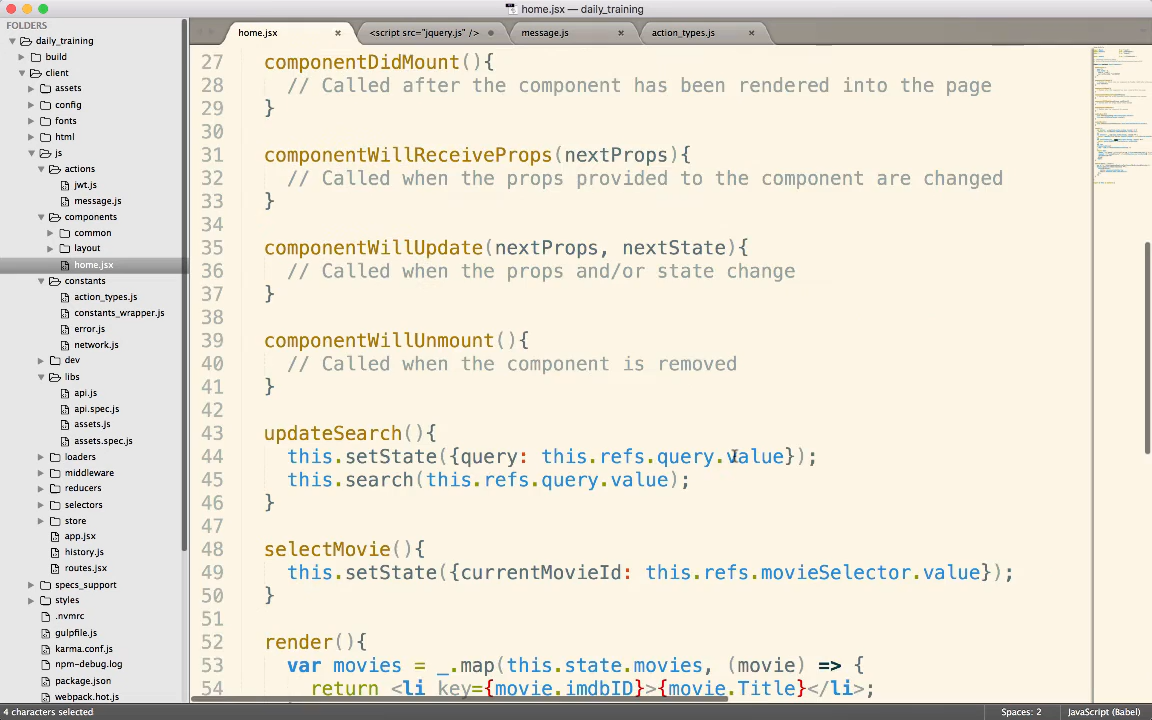 home.jsx — daily_training
FOLDERS
daily_training
build
client
assets
config
fonts
html
js
actions
jwt.js
message.js
components
common
layout
home.jsx
constants
action_types.js
constants_wrapper.js
error.js
network.js
dev
libs
api.js
api.spec.js
assets.js
assets.spec.js
loaders
middleware
reducers
selectors
store
app.jsx
history.js
routes.jsx
specs_support
styles
.nvmrc
gulpfile.js
karma.conf.js
npm-debug.log
package.json
webpack.hot.js
home.jsx × <script src="jquery.js" /> message.js × action_types.js ×
27 componentDidMount(){
28 // Called after the component has been rendered into the page
29 }
30
31 componentWillReceiveProps(nextProps){
32 // Called when the props provided to the component are changed
33 }
34
35 componentWillUpdate(nextProps, nextState){
36 // Called when the props and/or state change
37 }
38
39 componentWillUnmount(){
40 // Called when the component is removed
41 }
42
43 updateSearch(){
44 this.setState({query: this.refs.query.value});
45 this.search(this.refs.query.value);
46 }
47
48 selectMovie(){
49 this.setState({currentMovieId: this.refs.movieSelector.value});
50 }
51
52 render(){
53 var movies = _.map(this.state.movies, (movie) => {
54 return <li key={movie.imdbID}>{movie.Title}</li>;
4 characters selected
Spaces: 2
JavaScript (Babel)